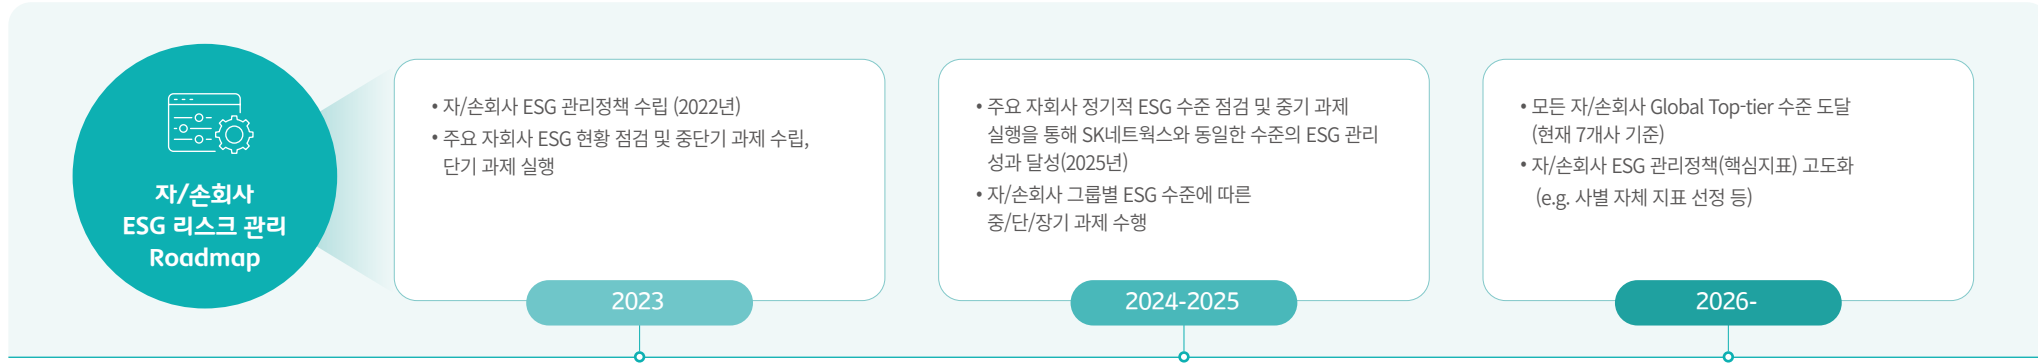 자/손회사
ESG 리스크 관리
Roadmap
• 자/손회사 ESG 관리정책 수립 (2022년)
• 주요 자회사 ESG 현황 점검 및 중단기 과제 수립,
단기 과제 실행
2023
• 주요 자회사 정기적 ESG 수준 점검 및 중기 과제
실행을 통해 SK네트웍스와 동일한 수준의 ESG 관리
성과 달성(2025년)
• 자/손회사 그룹별 ESG 수준에 따른
중/단/장기 과제 수행
2024-2025
• 모든 자/손회사 Global Top-tier 수준 도달
(현재 7개사 기준)
• 자/손회사 ESG 관리정책(핵심지표) 고도화
(e.g. 사별 자체 지표 선정 등)
2026-